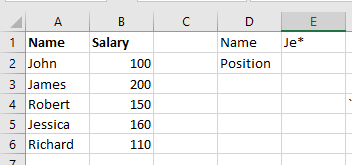 A B C D E
1 Name Salary Name Je*
2 John 100 Position
3 James 200
4 Robert 150 `
5 Jessica 160
6 Richard 110